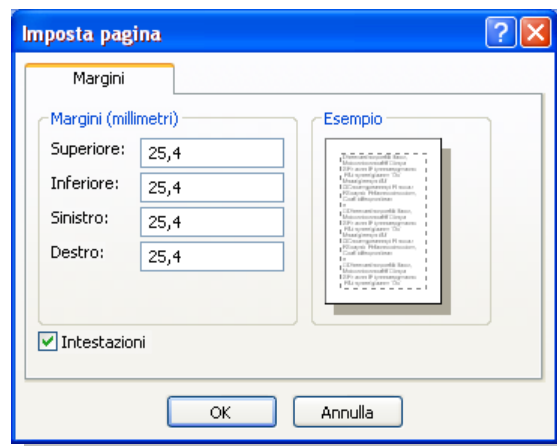 Imposta pagina
Margini
Margini (millimetri)
Superiore: 25,4
Inferiore: 25,4
Sinistro: 25,4
Destro: 25,4
Esempio
Intestazioni
OK
Annulla